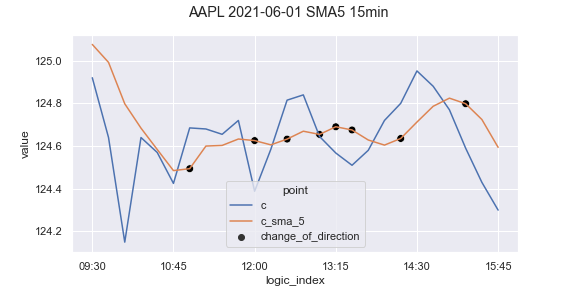 AAPL 2021-06-01 SMA5 15min
125.0
124.8
124.6
124.4
124.2
value
point
c
c_sma_5
change_of_direction
09:30 10:45 12:00 13:15 14:30 15:45
logic_index